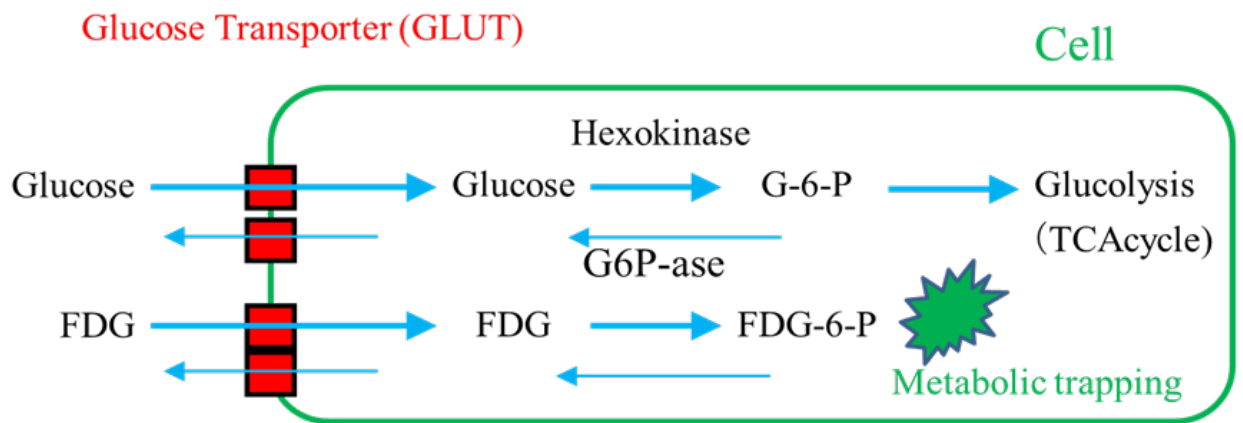 Glucose Transporter (GLUT)
Cell
Hexokinase
Glucose Glucose G-6-P Glucolysis
(TCAcycle)
G6P-ase
FDG FDG FDG-6-P
Metabolic trapping